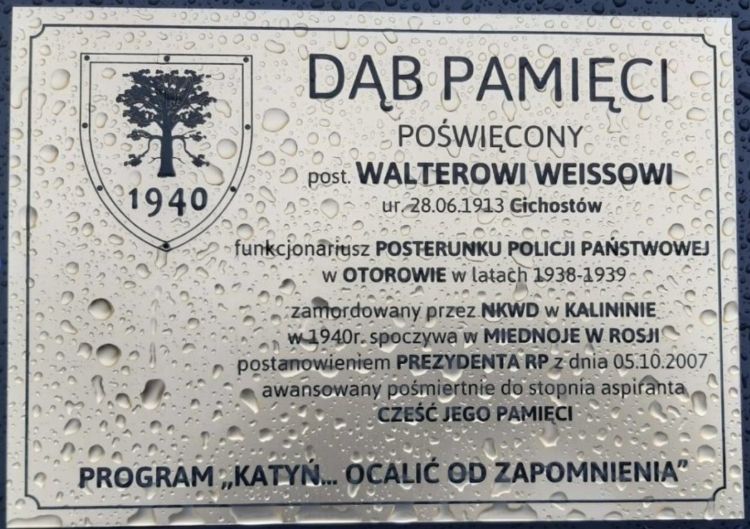 DĄB PAMIĘCI
POŚWIĘCONY
post. WALTEROWI WEISSOWI
ur. 28.06.1913 Cichostów
1940
funkcjonariusz POSTERUNKU POLICJI PAŃSTWOWEJ
w OTOROWIE w latach 1938-1939
zamordowany przez NKWD w KALININIE
w 1940r. spoczywa w MIEDNOJE W ROSJI
postanowieniem PREZYDENTA RP z dnia 05.10.2007
awansowany pośmiertnie do stopnia aspiranta
CZEŚĆ JEGO PAMIECI
PROGRAM „KATYŃ... OCALIĆ OD ZAPOMNIENIA”